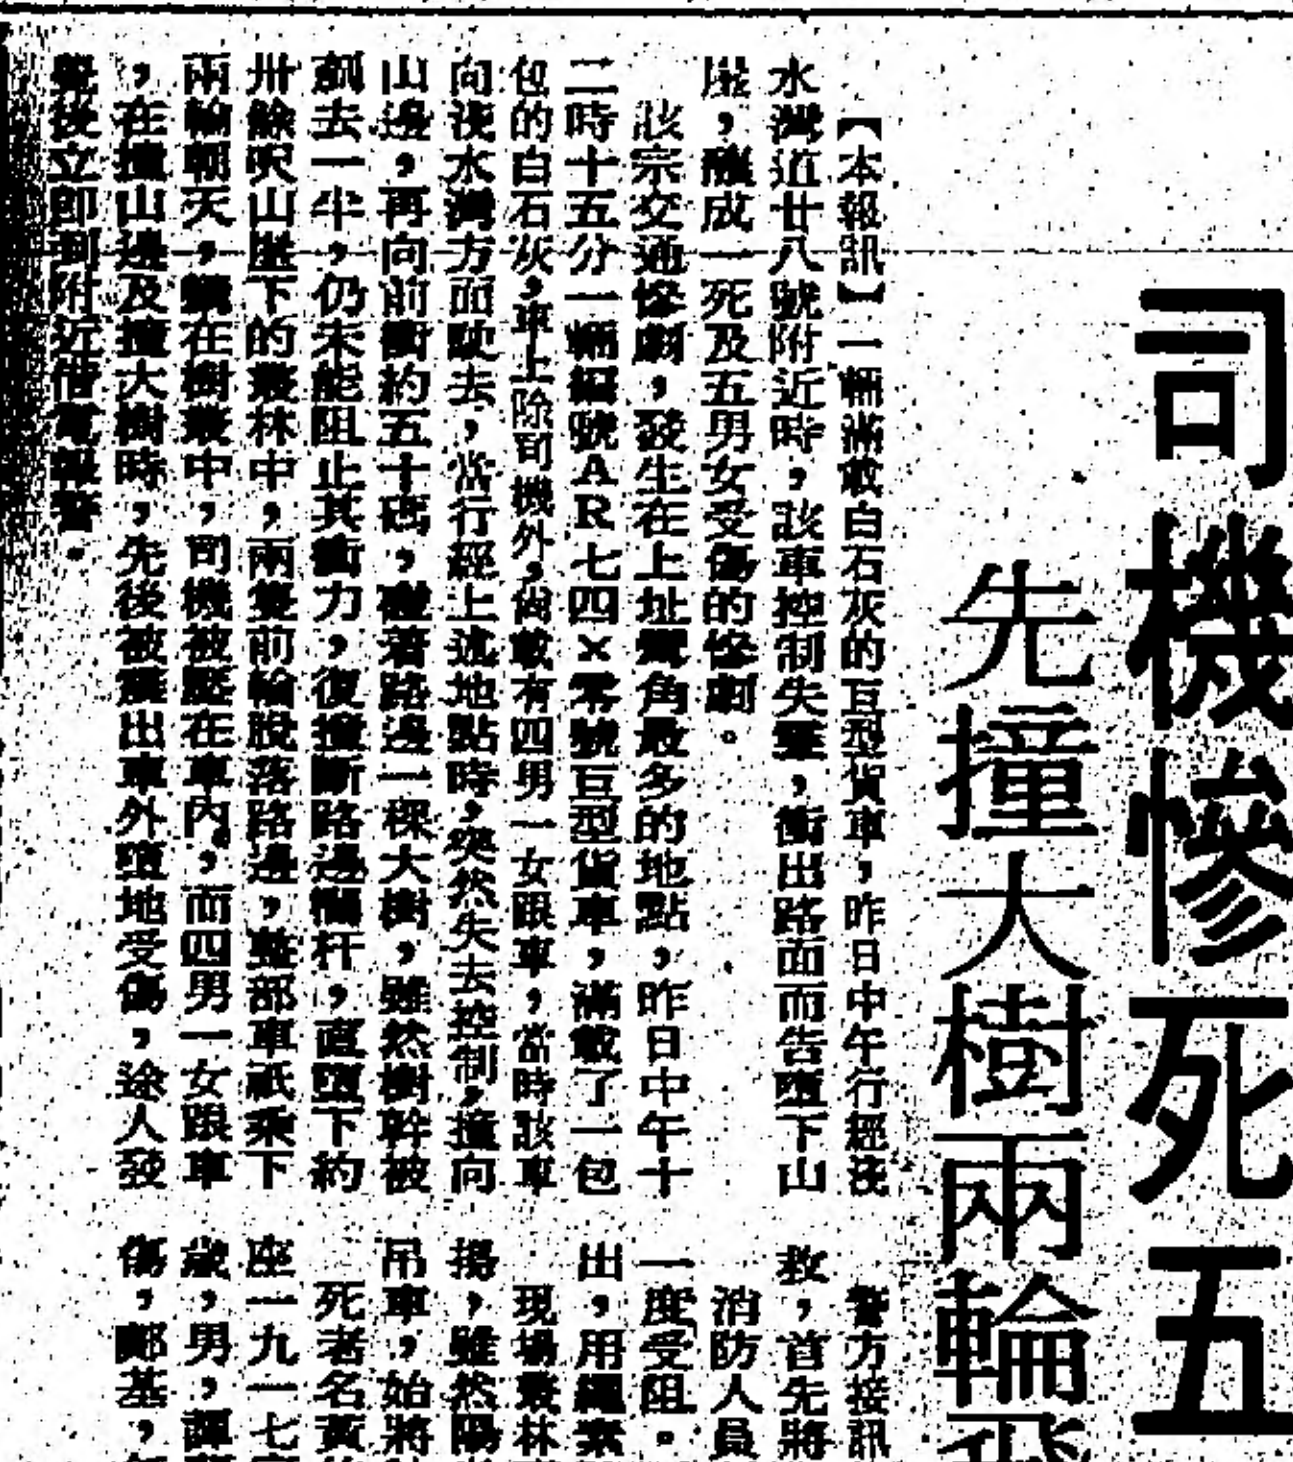 司機慘死五
先撞大樹兩輪飛
【本報訊】一輛滿載白石灰的巨型貨車，昨日中午行經淺
水灣道廿八號附近時，該車控制失靈，衝出路面而告墮下山
崖，釀成一死及五男女受傷的慘劇。
該宗交通慘劇，發生在上址彎角最多的地點，昨日中午十
二時十五分一輛編號ＡＲ七四×零號巨型貨車，滿載了一包
包的白石灰，車上除司機外，尚載有四男一女跟車，當時該車
向淺水灣方面駛去，當行經上述地點時，突然失去控制，撞向
山邊，再向前衝約五十碼，碰着路邊一棵大樹，雖然樹幹被
剷去一半，仍未能阻止其衝力，復撞斷路邊欄杆，直墮下約
卅餘呎山崖下的叢林中，兩隻前輪脫落路邊，整部車祇乘下
兩輪朝天，翻在樹叢中，司機被壓在車內，而四男一女跟車
，在撞山邊及撞大樹時，先後被拋出車外墮地受傷，途人發
覺後立即到附近借電報警。
警方接訊
救，首先將
消防人員
一度受阻。
出，用繩索
現場叢林
揚，雖然陽
吊車，始將
死者名黃
座一九一七
歲，男，譚
傷，鄺基，